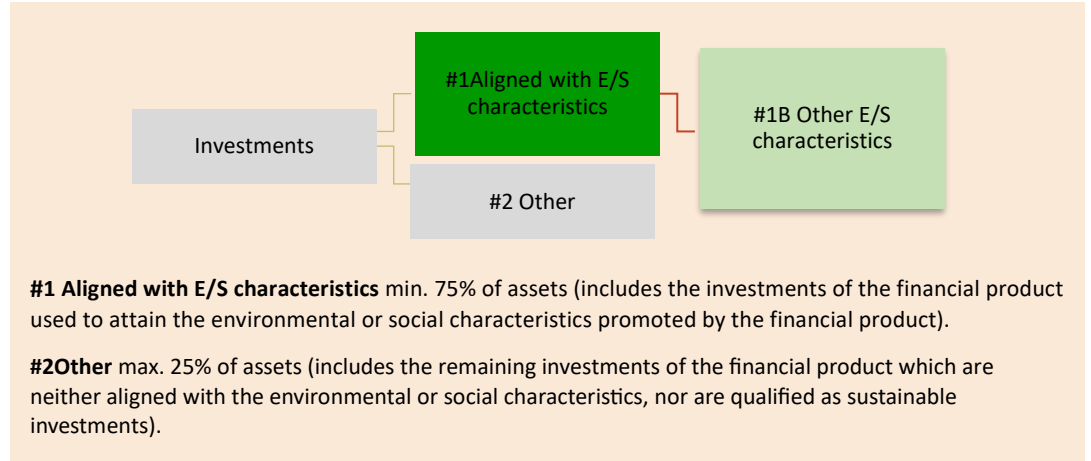 #1Aligned with E/S
characteristics
#1B Other E/S
characteristics
Investments
#2 Other
#1 Aligned with E/S characteristics min. 75% of assets (includes the investments of the financial product
used to attain the environmental or social characteristics promoted by the financial product).
#2Other max. 25% of assets (includes the remaining investments of the financial product which are
neither aligned with the environmental or social characteristics, nor are qualified as sustainable
investments).